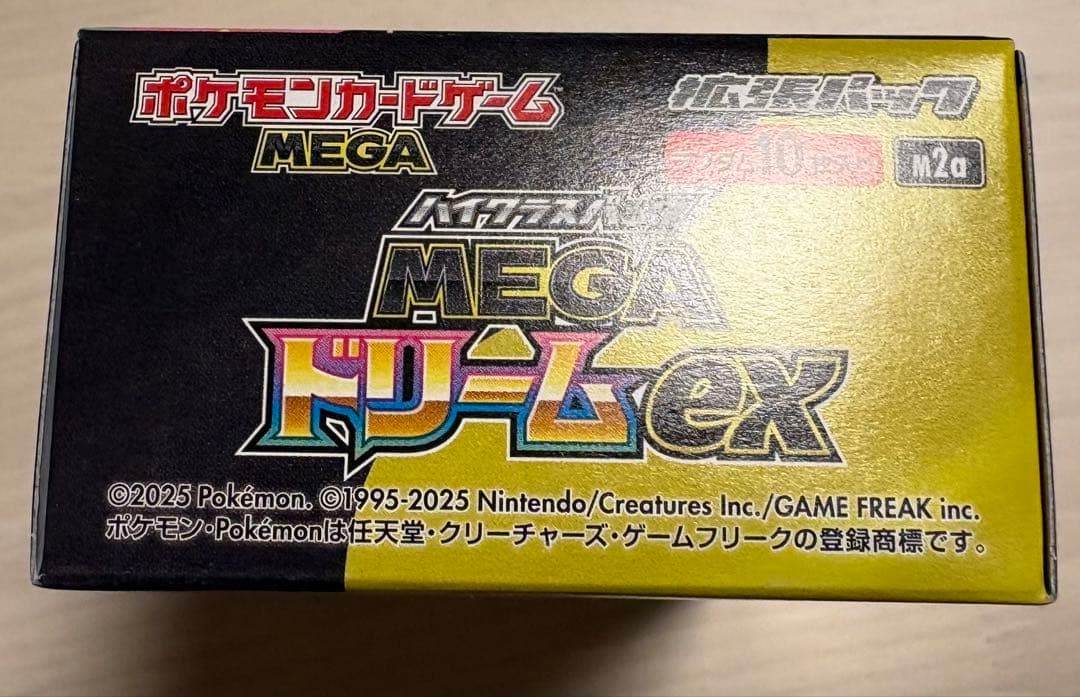 ポケモンカードゲーム
MEGA
拡張パック
ランダム10枚入り
M2a
ハイクラスパック
MEGA
ドリームex
©2025 Pokémon. ©1995-2025 Nintendo/Creatures Inc./GAME FREAK inc.
ポケモン・Pokémonは任天堂・クリーチャーズ・ゲームフリークの登録商標です。